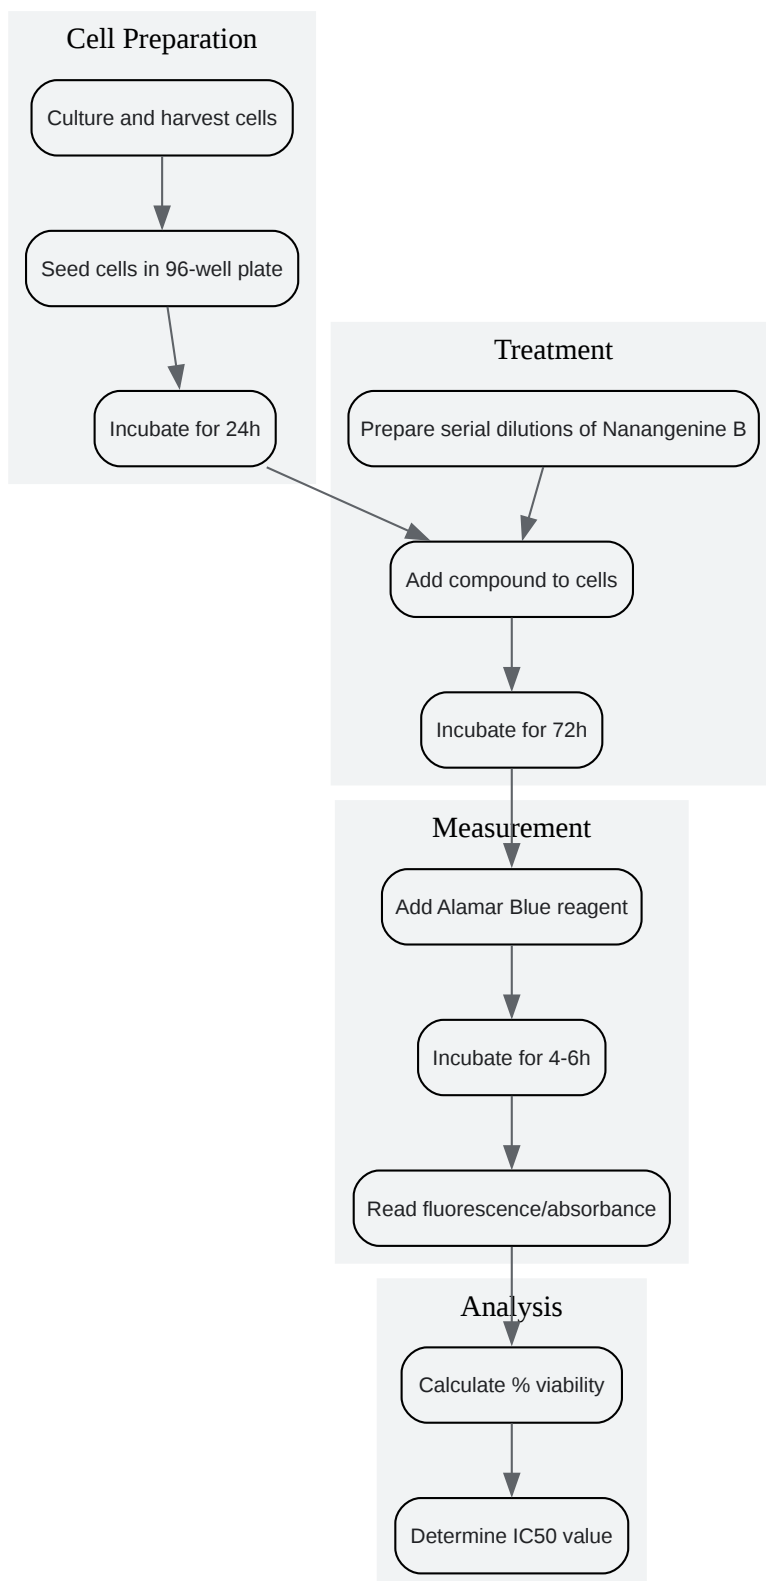 Cell Preparation
Culture and harvest cells
Seed cells in 96-well plate
Incubate for 24h
Treatment
Prepare serial dilutions of Nanangenine B
Add compound to cells
Incubate for 72h
Measurement
Add Alamar Blue reagent
Incubate for 4-6h
Read fluorescence/absorbance
Analysis
Calculate % viability
Determine IC50 value